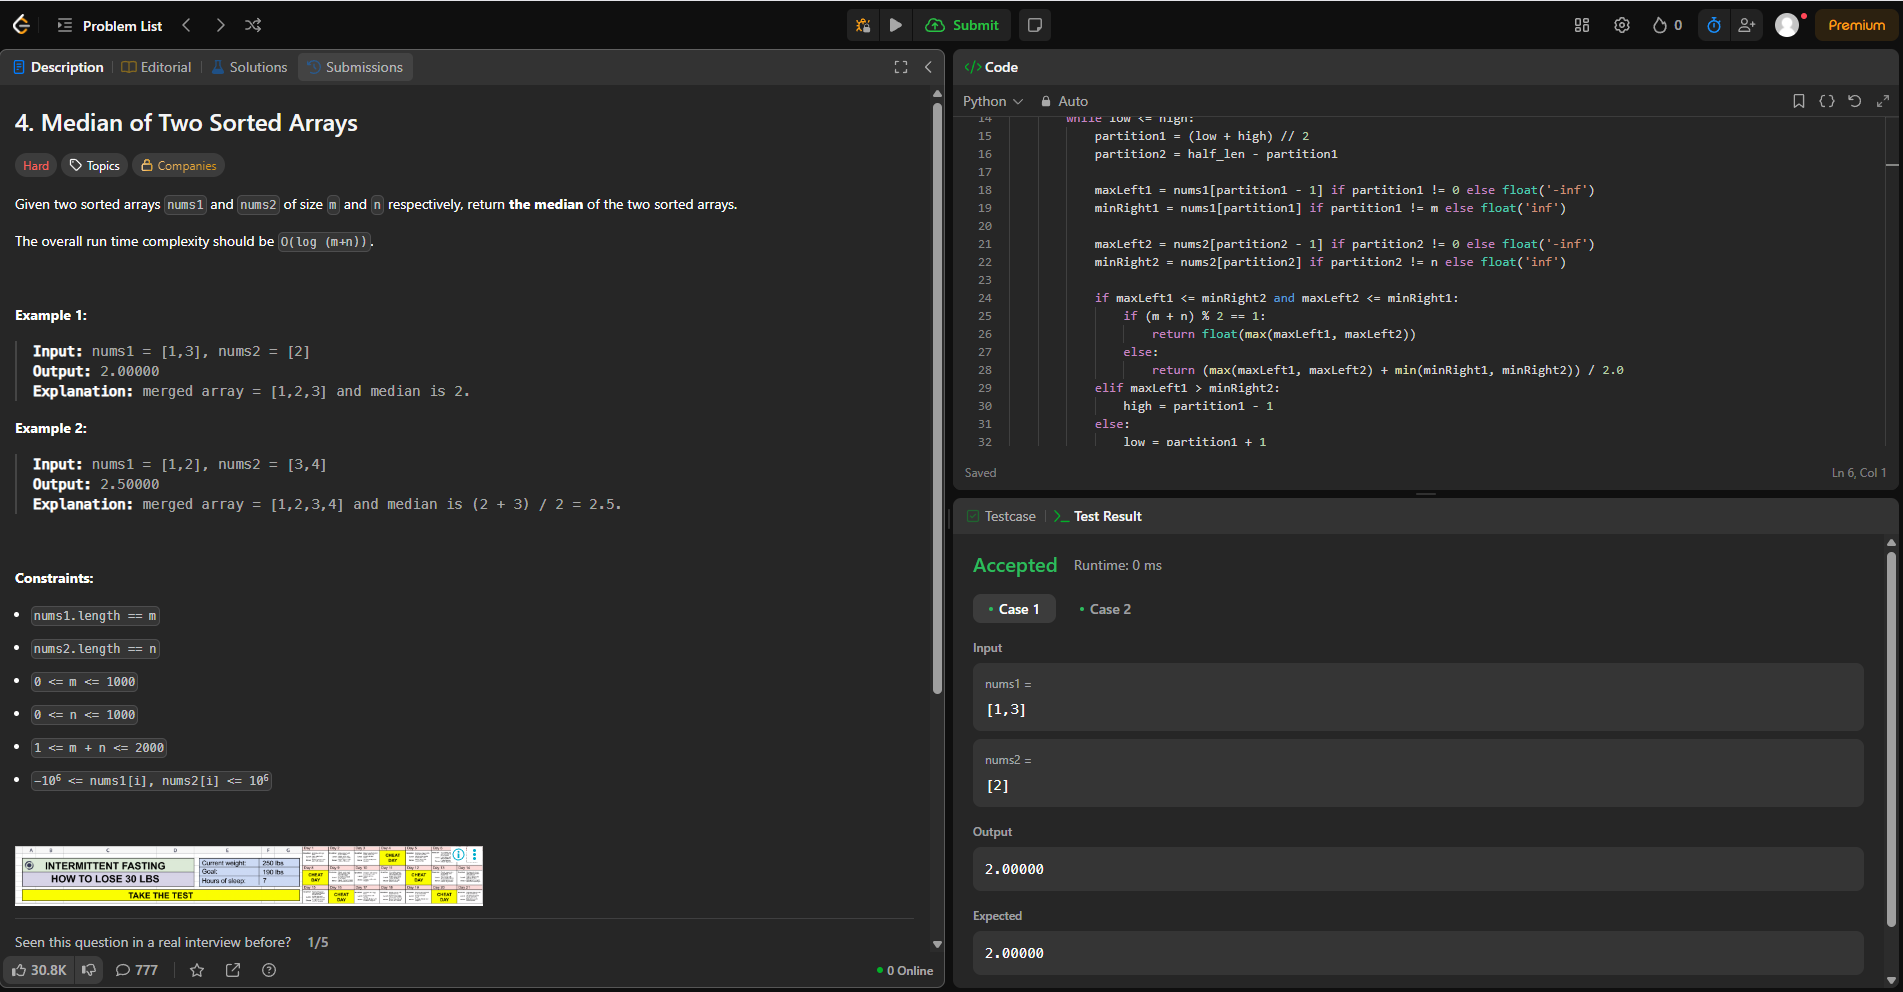 Problem List
Submit
0
Premium
Description
Editorial
Solutions
Submissions
4. Median of Two Sorted Arrays
Hard
Topics
Companies
Given two sorted arrays nums1 and nums2 of size m and n respectively, return the median of the two sorted arrays.
The overall run time complexity should be O(log (m+n)).
Example 1:
Input: nums1 = [1,3], nums2 = [2]
Output: 2.00000
Explanation: merged array = [1,2,3] and median is 2.
Example 2:
Input: nums1 = [1,2], nums2 = [3,4]
Output: 2.50000
Explanation: merged array = [1,2,3,4] and median is (2 + 3) / 2 = 2.5.
Constraints:
nums1.length == m
nums2.length == n
0 <= m <= 1000
0 <= n <= 1000
1 <= m + n <= 2000
-10⁶ <= nums1[i], nums2[i] <= 10⁶
INTERMITTENT FASTING
HOW TO LOSE 30 LBS
TAKE THE TEST
Current weight: 250 lbs
Goal: 190 lbs
Hours of sleep: 7
CHEAT DAY
CHEAT DAY
CHEAT DAY
CHEAT DAY
CHEAT DAY
Seen this question in a real interview before? 1/5
30.8K
777
0 Online
</> Code
Python
Auto
14 while low <= high:
15 partition1 = (low + high) // 2
16 partition2 = half_len - partition1
17
18 maxLeft1 = nums1[partition1 - 1] if partition1 != 0 else float('-inf')
19 minRight1 = nums1[partition1] if partition1 != m else float('inf')
20
21 maxLeft2 = nums2[partition2 - 1] if partition2 != 0 else float('-inf')
22 minRight2 = nums2[partition2] if partition2 != n else float('inf')
23
24 if maxLeft1 <= minRight2 and maxLeft2 <= minRight1:
25 if (m + n) % 2 == 1:
26 return float(max(maxLeft1, maxLeft2))
27 else:
28 return (max(maxLeft1, maxLeft2) + min(minRight1, minRight2)) / 2.0
29 elif maxLeft1 > minRight2:
30 high = partition1 - 1
31 else:
32 low = partition1 + 1
Saved
Ln 6, Col 1
Testcase
Test Result
Accepted
Runtime: 0 ms
Case 1
Case 2
Input
nums1 =
[1,3]
nums2 =
[2]
Output
2.00000
Expected
2.00000